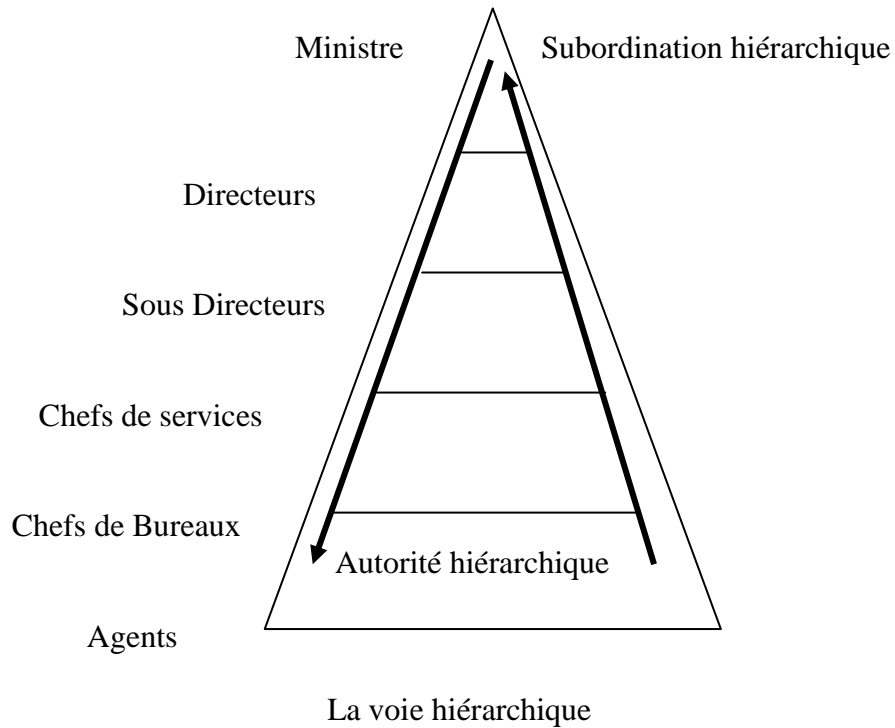 Ministre
Subordination hiérarchique
Directeurs
Sous Directeurs
Chefs de services
Chefs de Bureaux
Autorité hiérarchique
Agents
La voie hiérarchique